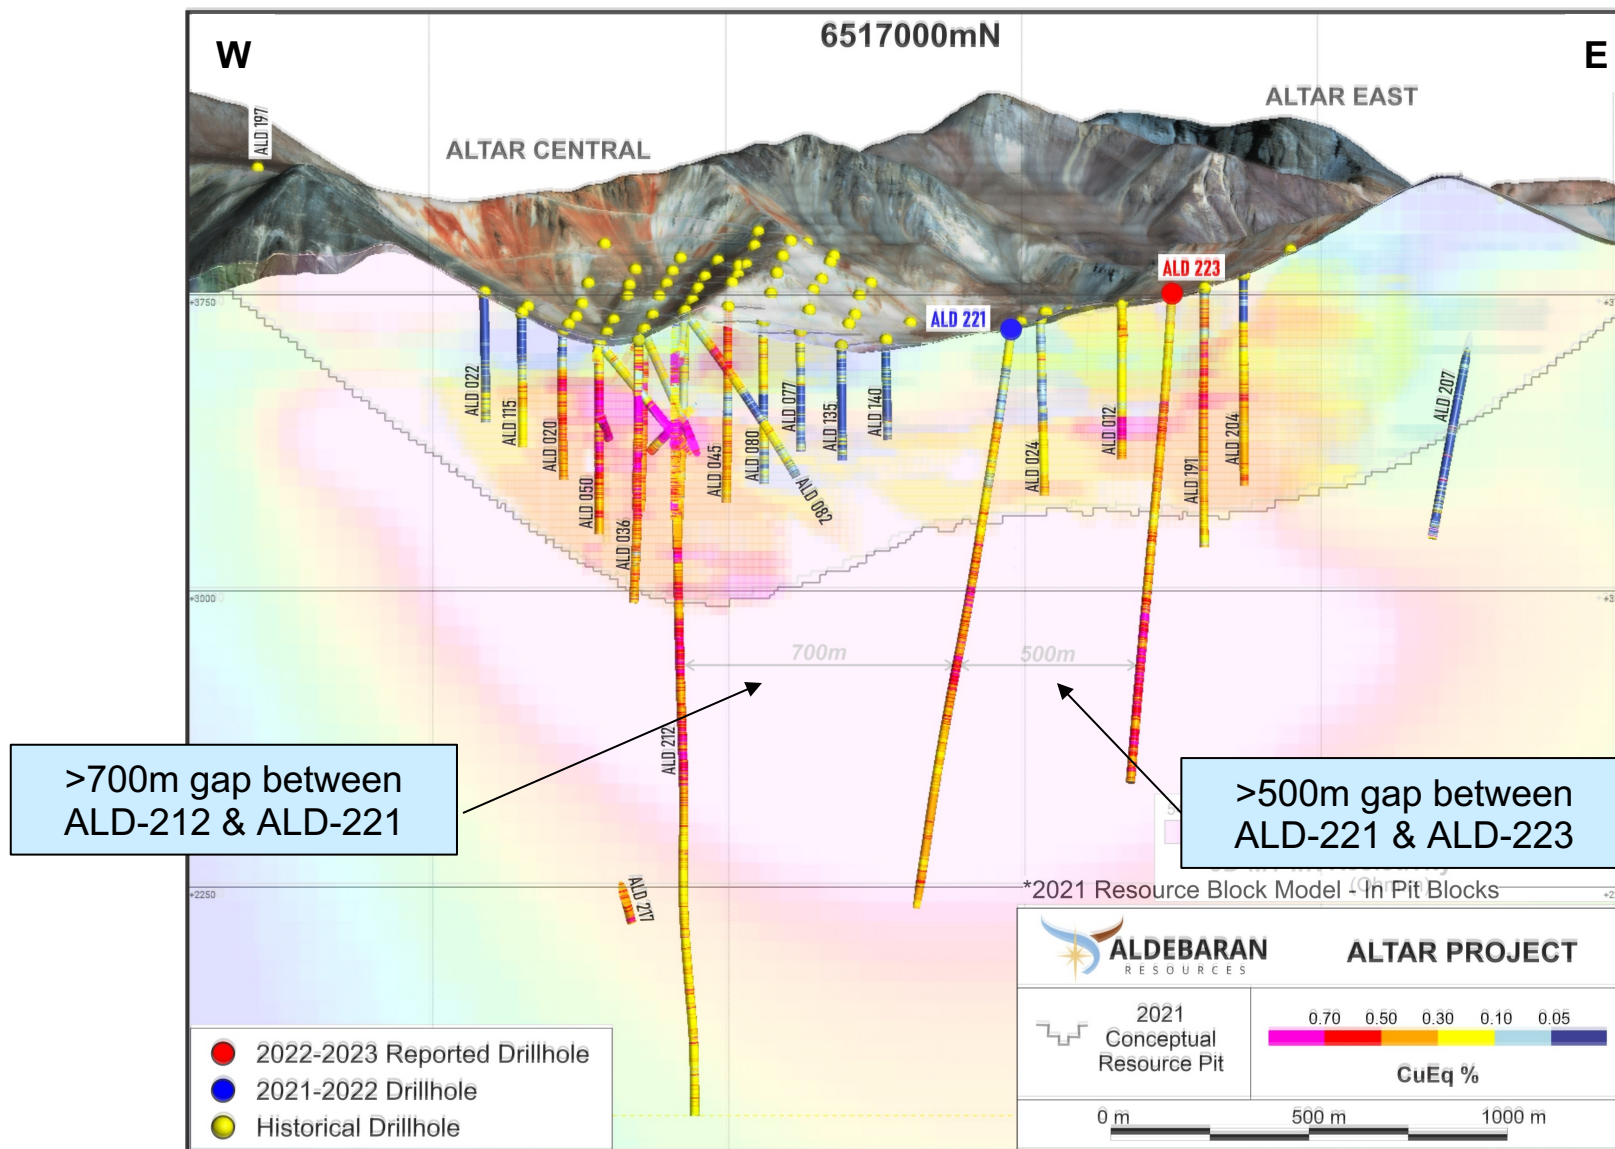 6517000mN
W
E
ALTAR EAST
ALD 197
ALTAR CENTRAL
ALD 223
ALD 221
+3750
ALD 022
ALD 115
ALD 020
ALD 050
ALD 036
ALD 045
ALD 080
ALD 077
ALD 135
ALD 140
ALD 082
ALD 024
ALD 012
ALD 191
ALD 204
ALD 207
+3000
700m
500m
ALD 212
>700m gap between
ALD-212 & ALD-221
>500m gap between
ALD-221 & ALD-223
ALD 217
+2250
*2021 Resource Block Model - In Pit Blocks
ALDEBARAN
RESOURCES
ALTAR PROJECT
2021
Conceptual
Resource Pit
0.70 0.50 0.30 0.10 0.05
CuEq %
0 m 500 m 1000 m
2022-2023 Reported Drillhole
2021-2022 Drillhole
Historical Drillhole